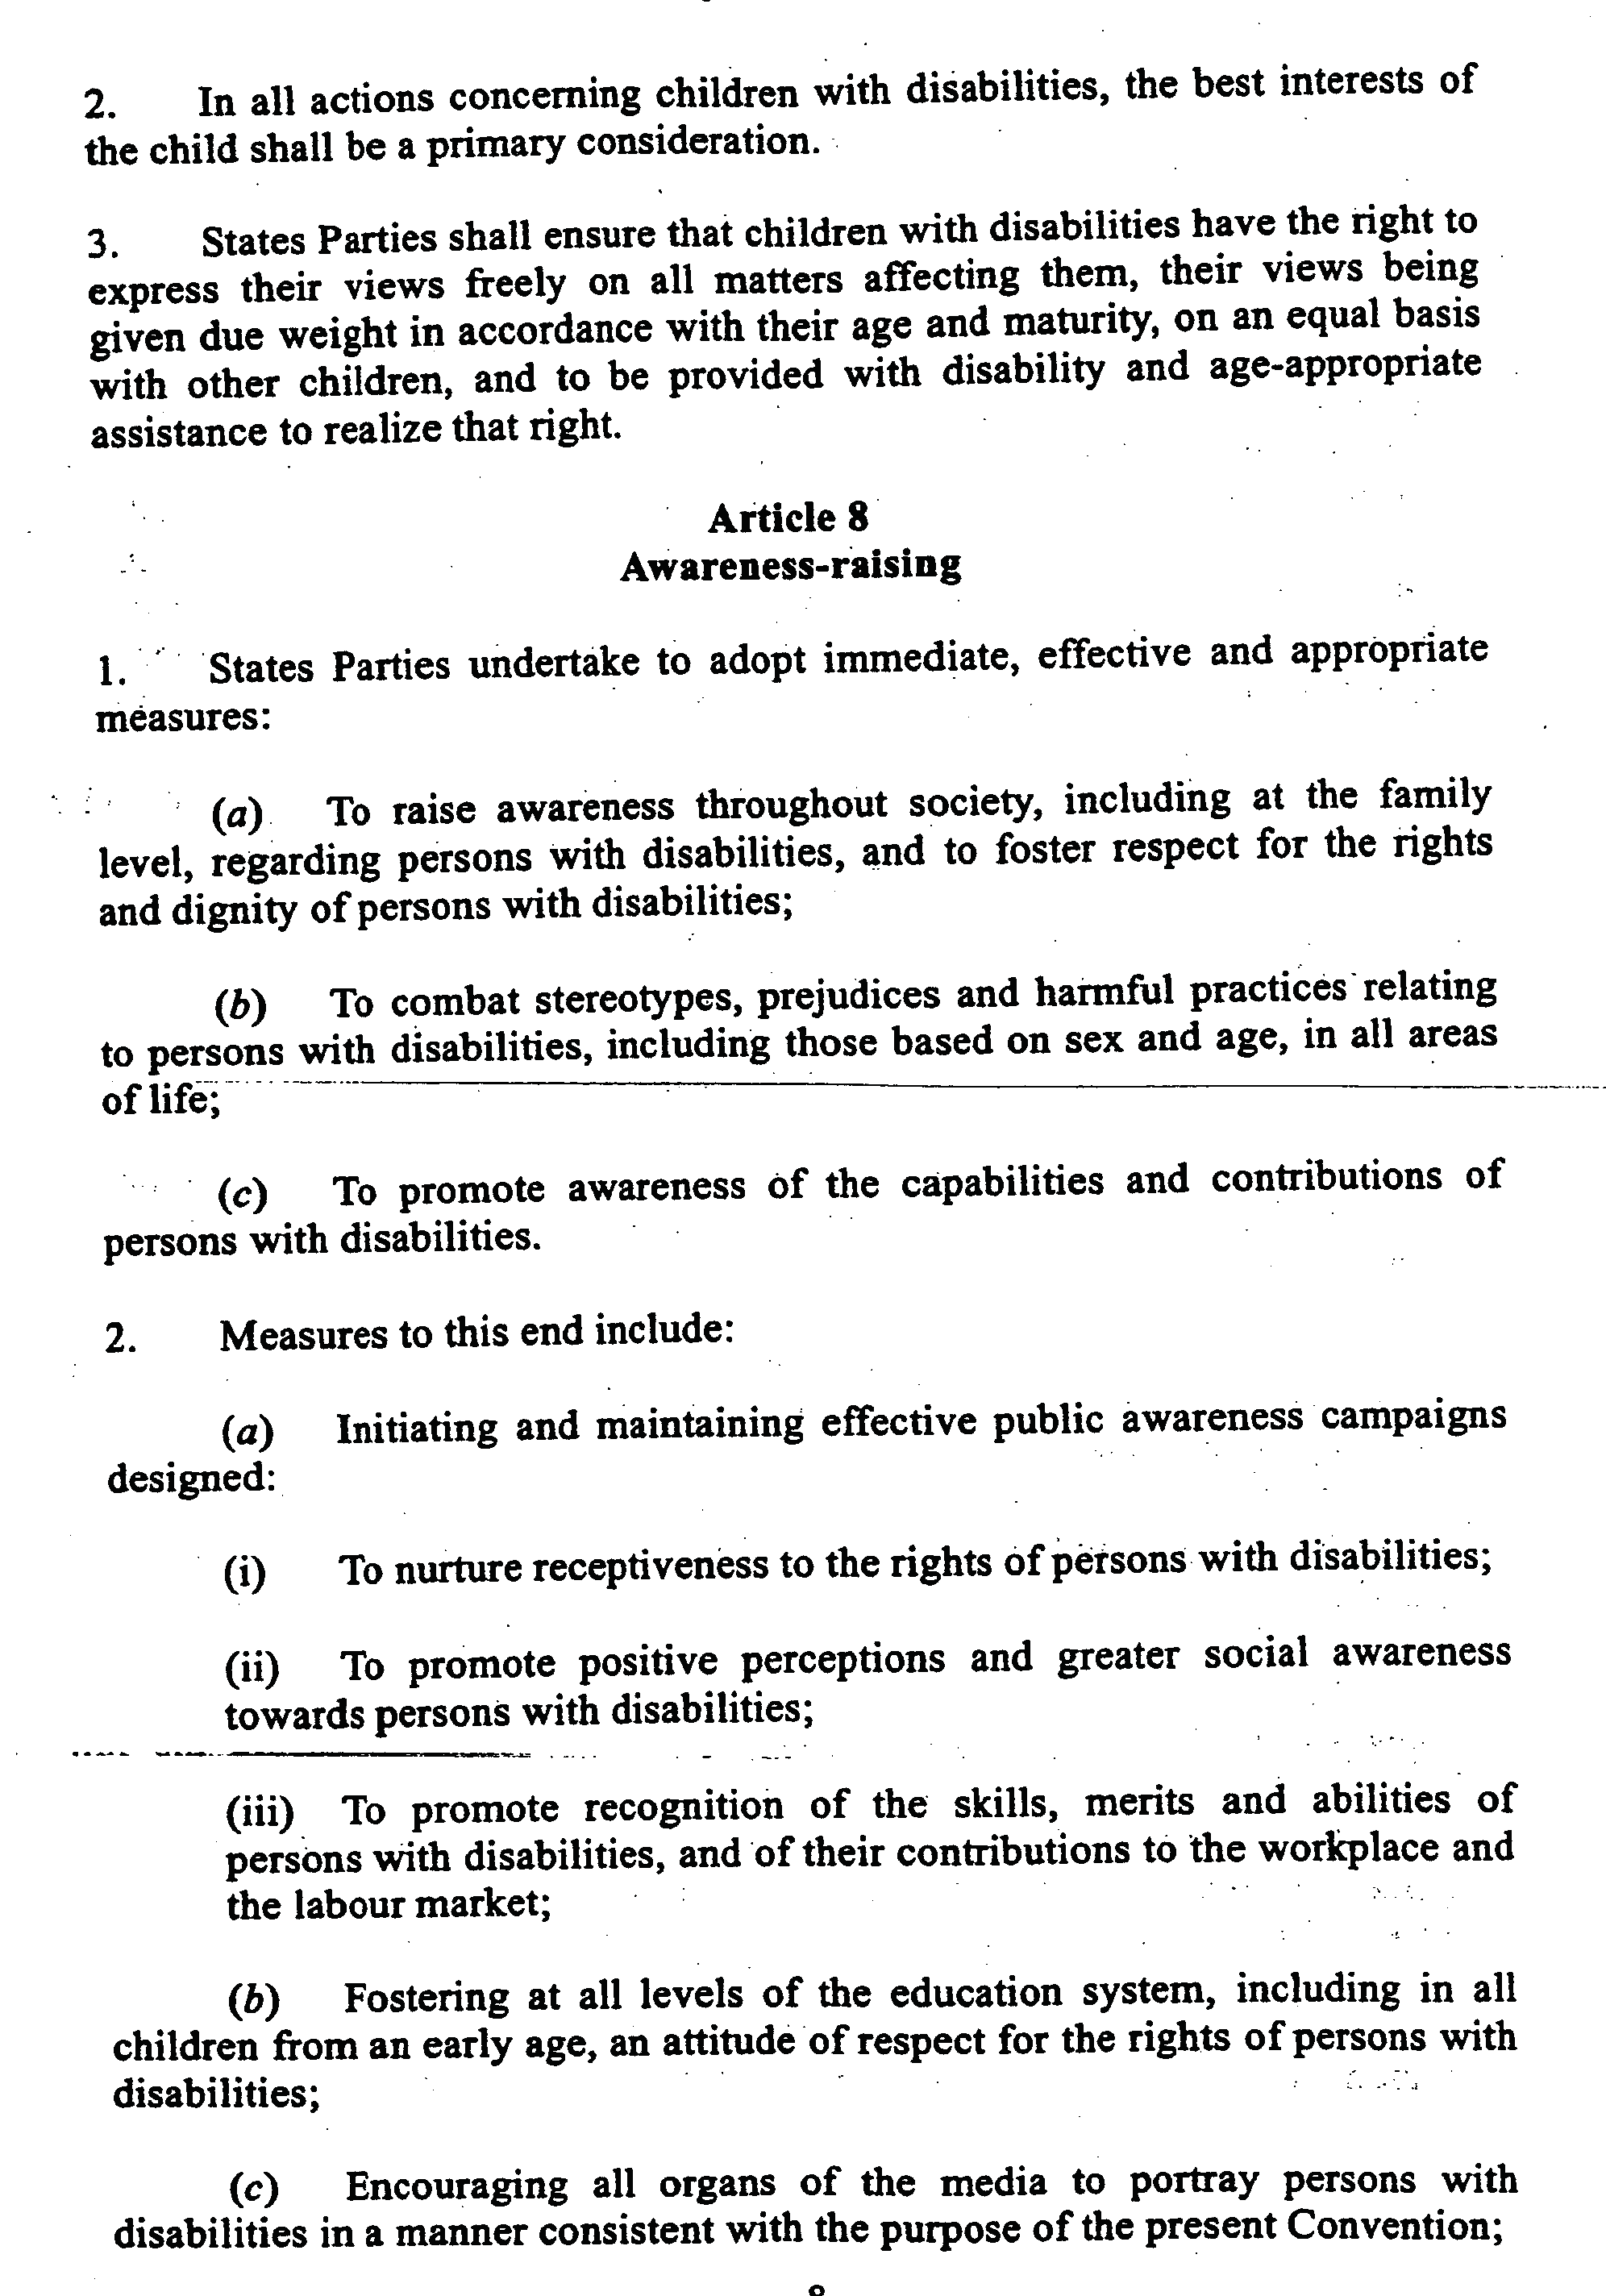 2. In all actions concerning children with disabilities, the best interests of
the child shall be a primary consideration.
3. States Parties shall ensure that children with disabilities have the right to
express their views freely on all matters affecting them, their views being
given due weight in accordance with their age and maturity, on an equal basis
with other children, and to be provided with disability and age-appropriate
assistance to realize that right.
Article 8
Awareness-raising
1. States Parties undertake to adopt immediate, effective and appropriate
measures:
(a) To raise awareness throughout society, including at the family
level, regarding persons with disabilities, and to foster respect for the rights
and dignity of persons with disabilities;
(b) To combat stereotypes, prejudices and harmful practices relating
to persons with disabilities, including those based on sex and age, in all areas
of life;
(c) To promote awareness of the capabilities and contributions of
persons with disabilities.
2. Measures to this end include:
(a) Initiating and maintaining effective public awareness campaigns
designed:
(i) To nurture receptiveness to the rights of persons with disabilities;
(ii) To promote positive perceptions and greater social awareness
towards persons with disabilities;
(iii) To promote recognition of the skills, merits and abilities of
persons with disabilities, and of their contributions to the workplace and
the labour market;
(b) Fostering at all levels of the education system, including in all
children from an early age, an attitude of respect for the rights of persons with
disabilities;
(c) Encouraging all organs of the media to portray persons with
disabilities in a manner consistent with the purpose of the present Convention;